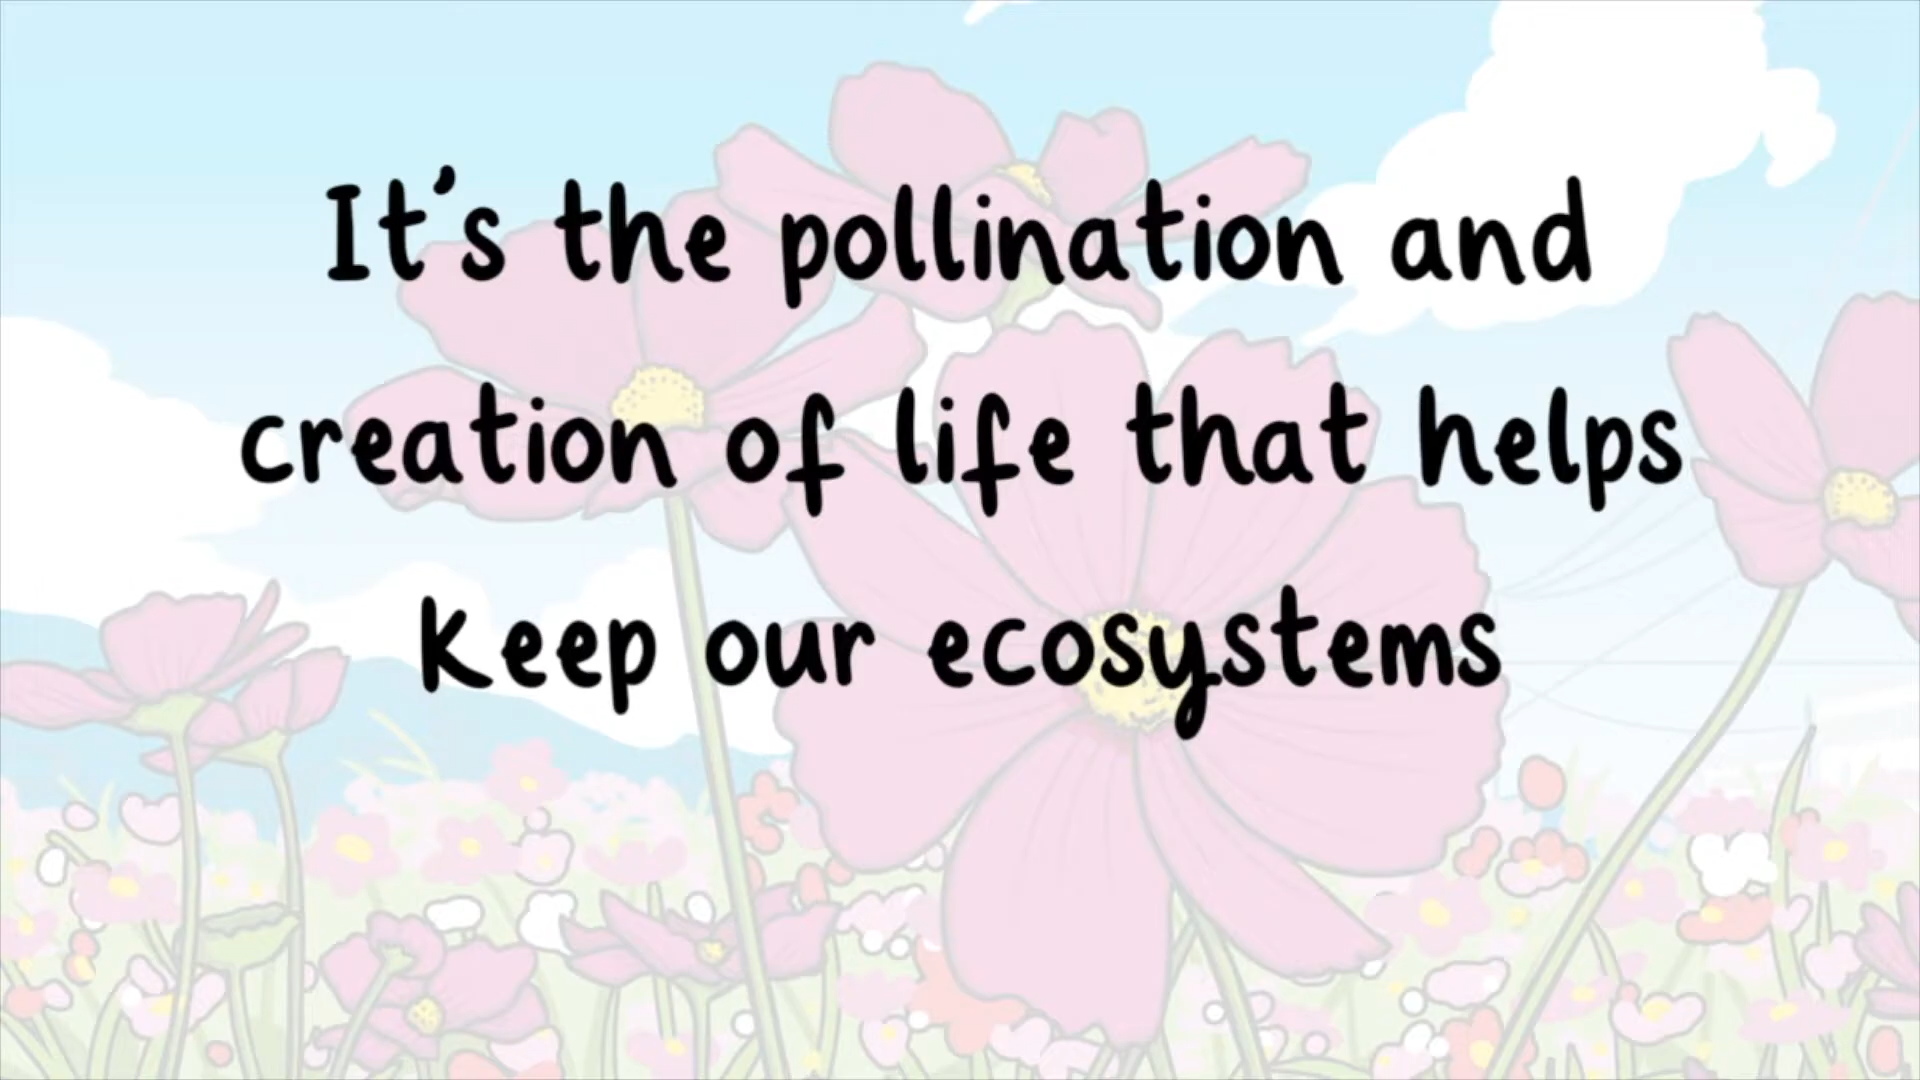 It's the pollination and
creation of life that helps
keep our ecosystems